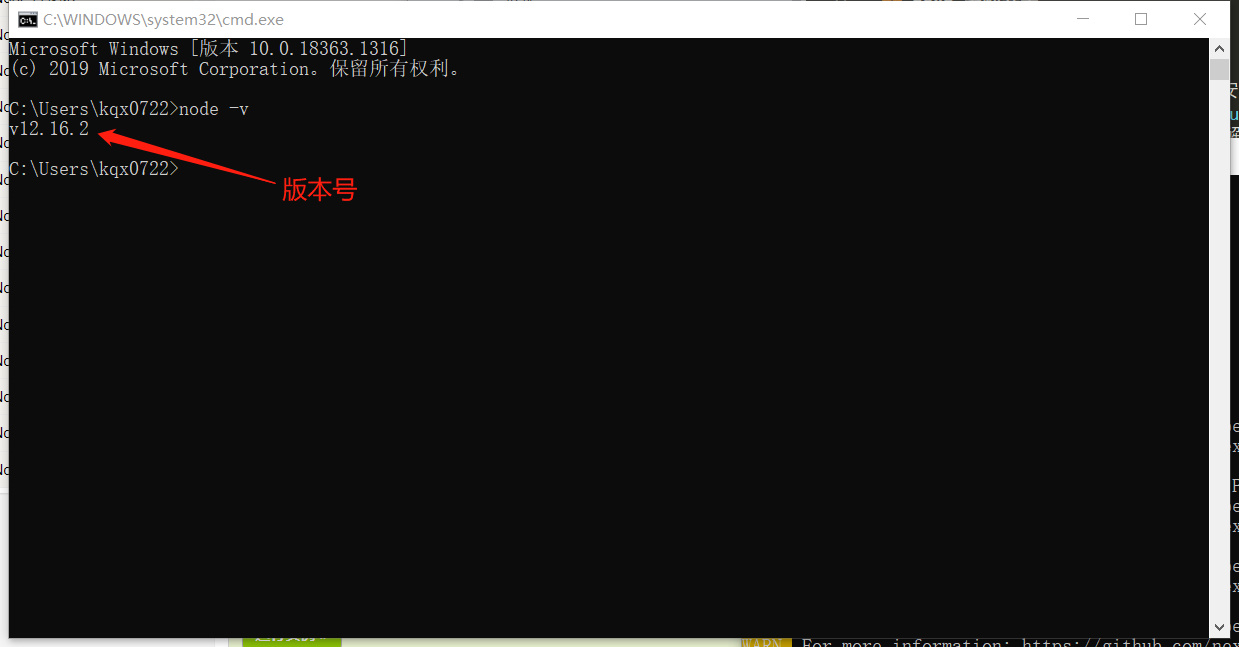 C:\WINDOWS\system32\cmd.exe
Microsoft Windows [版本 10.0.18363.1316]
(c) 2019 Microsoft Corporation。保留所有权利。
C:\Users\kqx0722>node -v
v12.16.2
C:\Users\kqx0722>
版本号
WARN For more information: https://github.com/